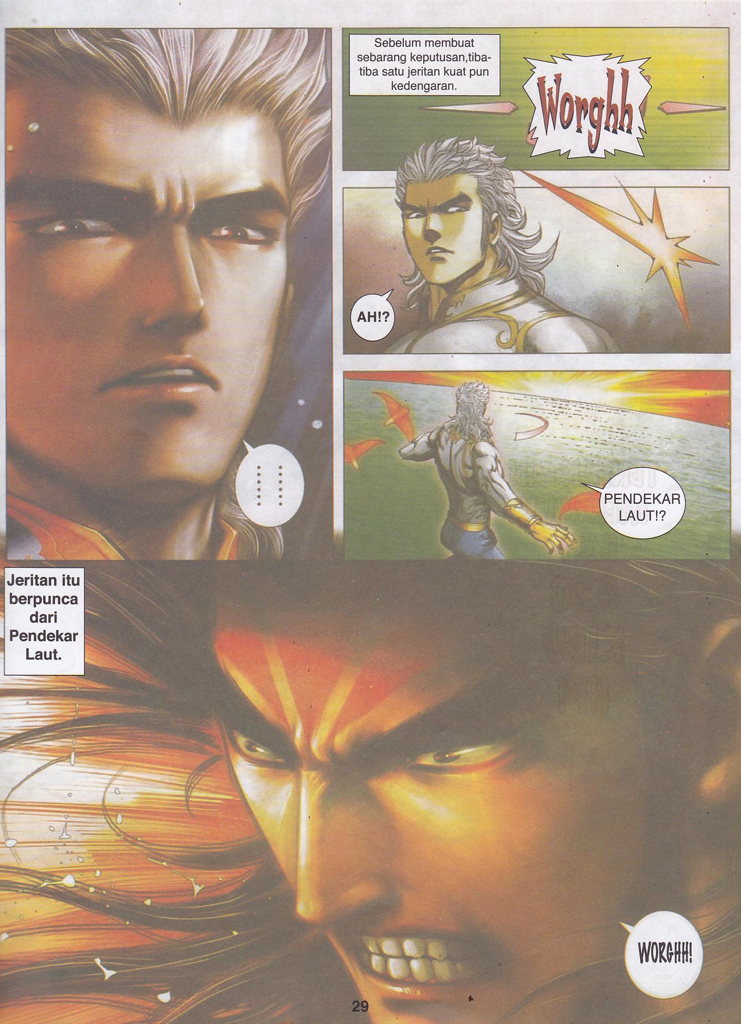 Sebelum membuat
sebarang keputusan,tiba-
tiba satu jeritan kuat pun
kedengaran.
Worghh
AH!?
PENDEKAR
LAUT!?
Jeritan itu
berpunca
dari
Pendekar
Laut.
WORGHH!
29